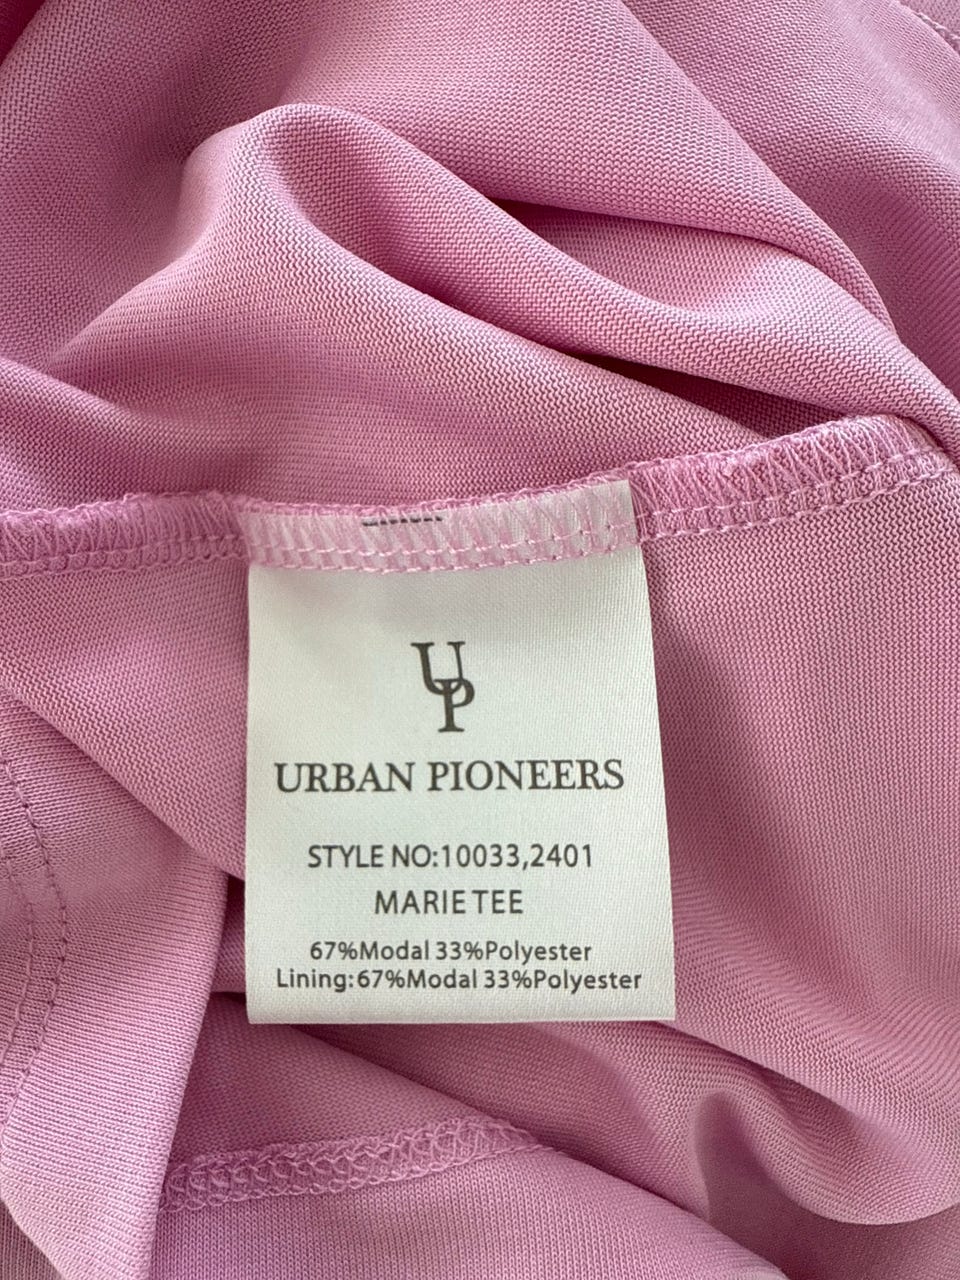 UP
URBAN PIONEERS
STYLE NO:10033,2401
MARIE TEE
67%Modal 33%Polyester
Lining:67%Modal 33%Polyester